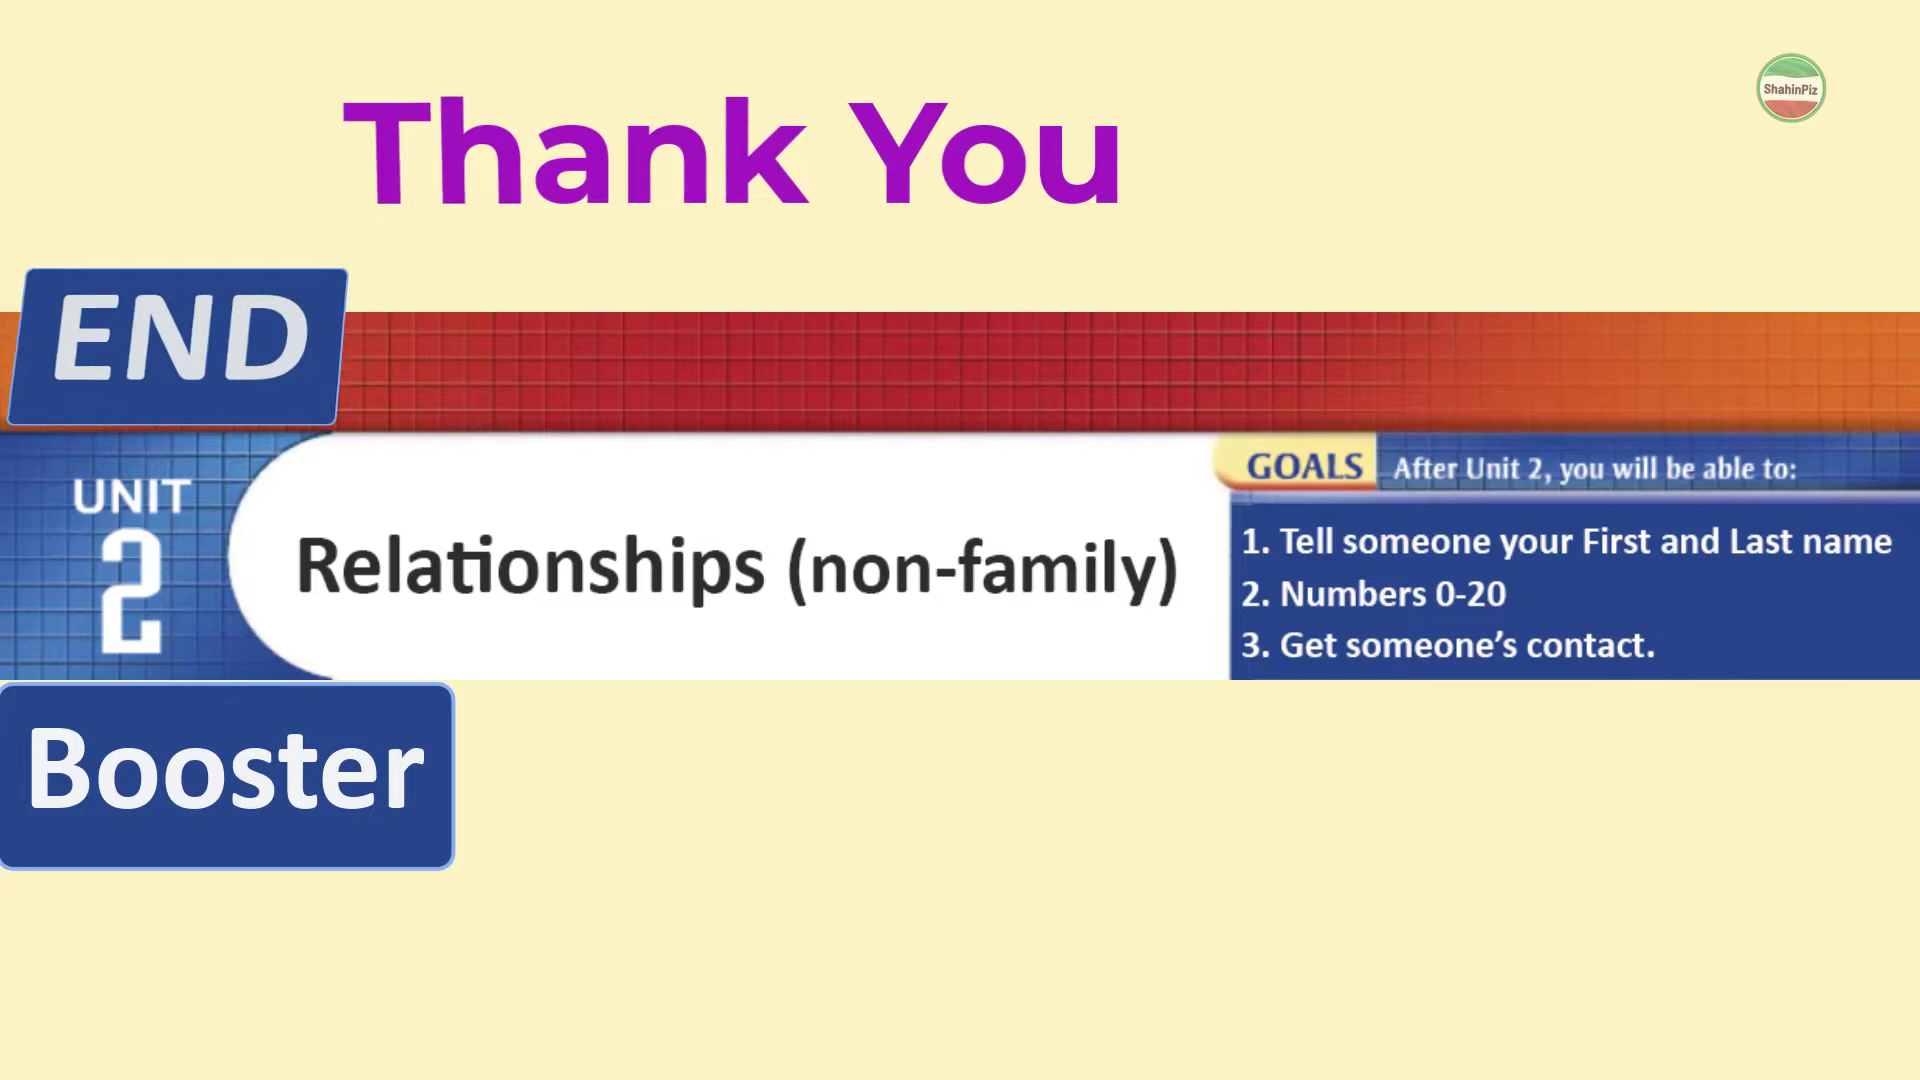 Thank You
ShahinPiz
END
UNIT
2
Relationships (non-family)
GOALS After Unit 2, you will be able to:
1. Tell someone your First and Last name
2. Numbers 0-20
3. Get someone’s contact.
Booster